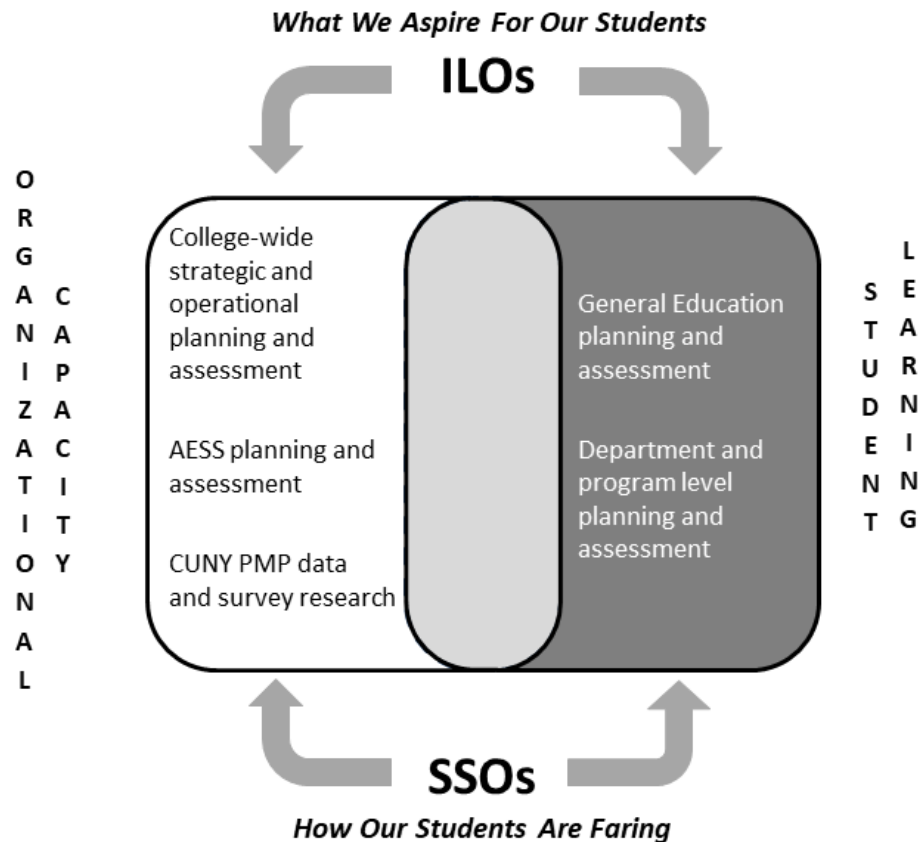 What We Aspire For Our Students
ILOs
ORGANIZATIONAL
CAPACITY
College-wide
strategic and
operational
planning and
assessment
AESS planning and
assessment
CUNY PMP data
and survey research
General Education
planning and
assessment
Department and
program level
planning and
assessment
STUDENT
LEARNING
SSOs
How Our Students Are Faring